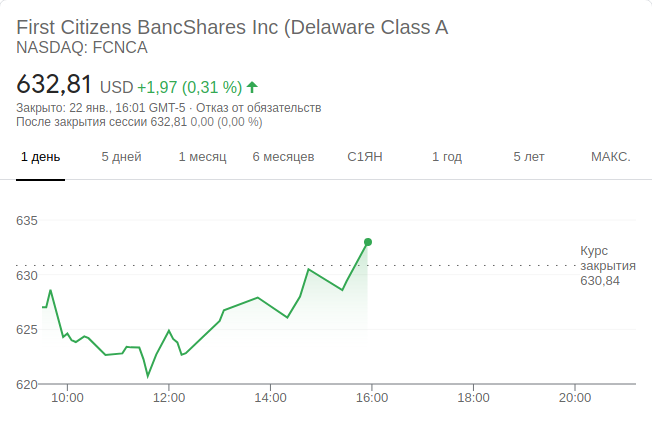 First Citizens BancShares Inc (Delaware Class A
NASDAQ: FCNCA
632,81 USD +1,97 (0,31 %)
Закрыто: 22 янв., 16:01 GMT-5 · Отказ от обязательств
После закрытия сессии 632,81 0,00 (0,00 %)
1 день 5 дней 1 месяц 6 месяцев С1ЯН 1 год 5 лет МАКС.
635
Курс
закрытия
630,84
630
625
620
10:00 12:00 14:00 16:00 18:00 20:00